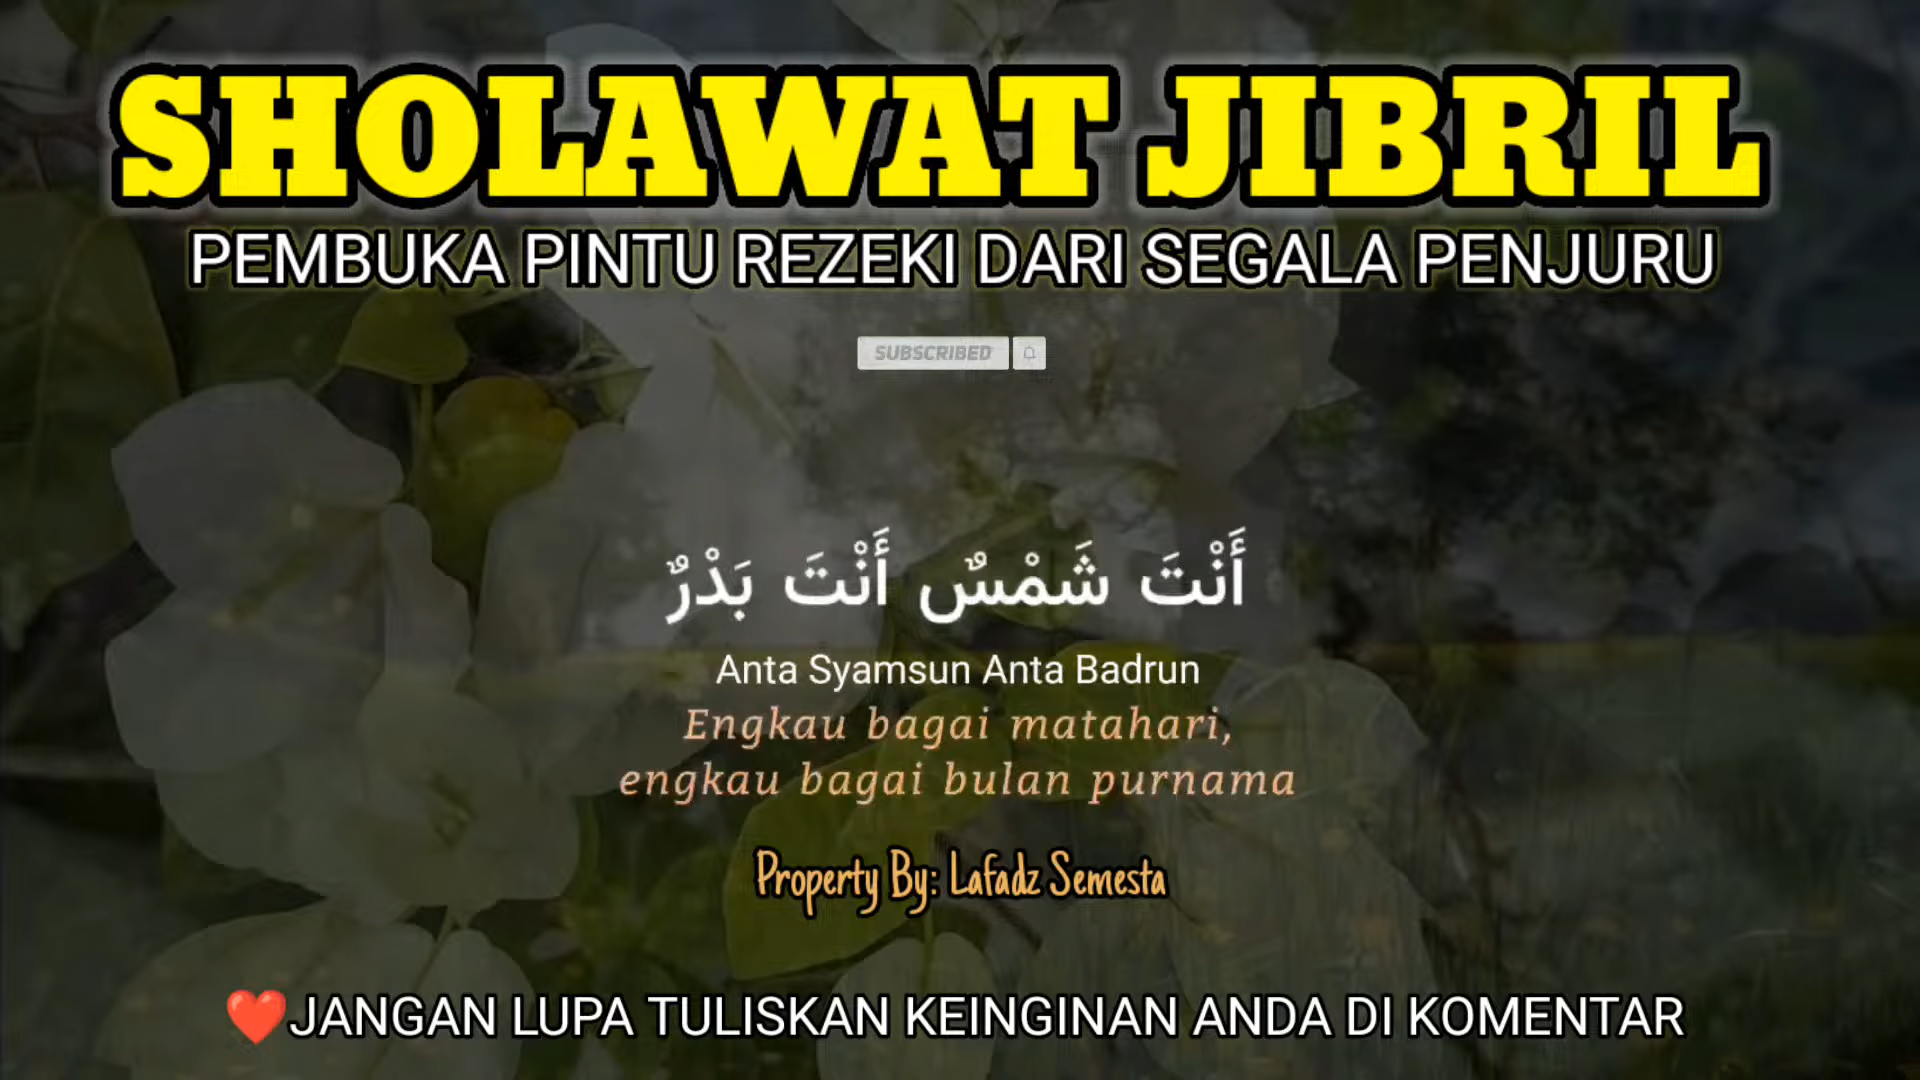 SHOLAWAT JIBRIL
PEMBUKA PINTU REZEKI DARI SEGALA PENJURU
SUBSCRIBED
أَنْتَ شَمْسٌ أَنْتَ بَدْرٌ
Anta Syamsun Anta Badrun
Engkau bagai matahari,
engkau bagai bulan purnama
Property By: Lafadz Semesta
❤️JANGAN LUPA TULISKAN KEINGINAN ANDA DI KOMENTAR